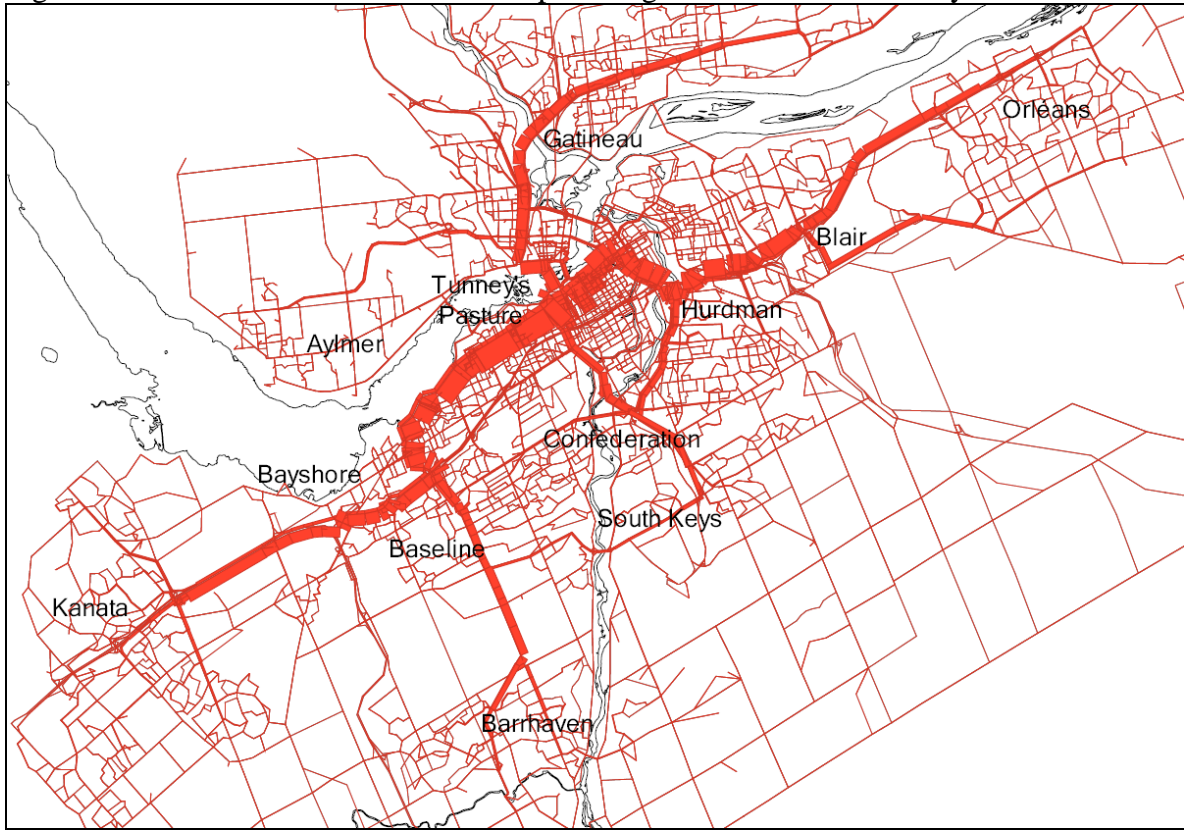 Orléans
Gatineau
Blair
Tunney's
Pasture
Hurdman
Aylmer
Confederation
Bayshore
South Keys
Baseline
Kanata
Barrhaven